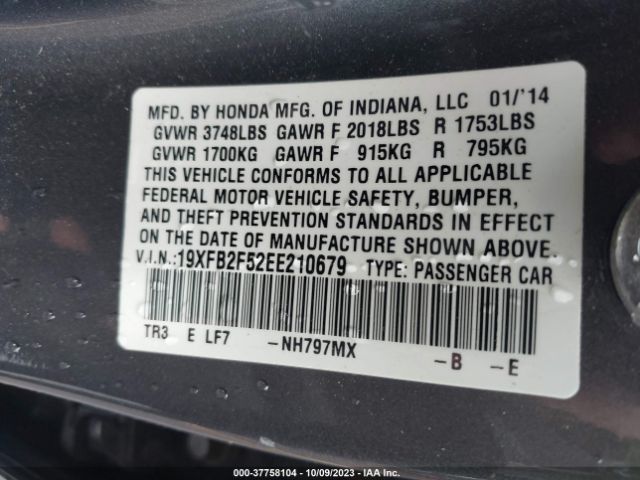 MFD. BY HONDA MFG. OF INDIANA, LLC 01/'14
GVWR 3748LBS GAWR F 2018LBS R 1753LBS
GVWR 1700KG GAWR F 915KG R 795KG
THIS VEHICLE CONFORMS TO ALL APPLICABLE
FEDERAL MOTOR VEHICLE SAFETY, BUMPER,
AND THEFT PREVENTION STANDARDS IN EFFECT
ON THE DATE OF MANUFACTURE SHOWN ABOVE.
V.I.N.:19XFB2F52EE210679 TYPE: PASSENGER CAR
TR3 E LF7 -NH797MX -B -E
000-37758104 | 10/09/2023 | IAA Inc.